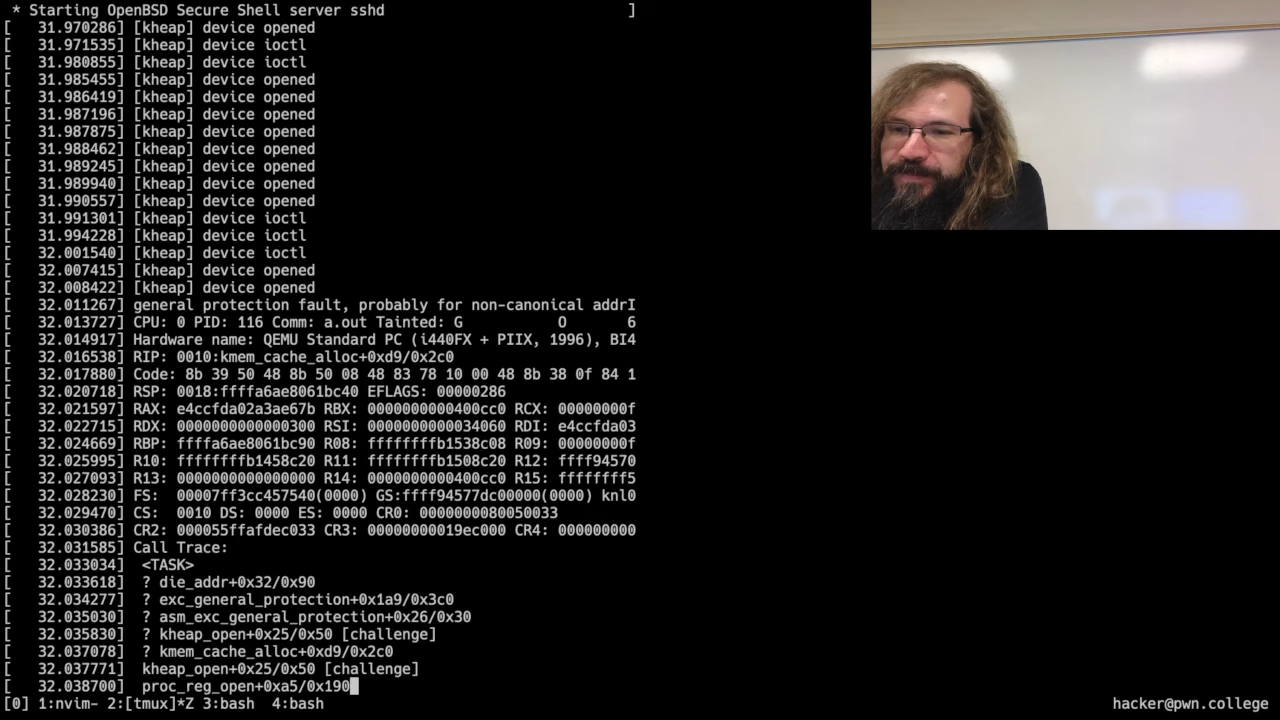 * Starting OpenBSD Secure Shell server sshd                             ]
[   31.970286] [kheap] device opened
[   31.971535] [kheap] device ioctl
[   31.980855] [kheap] device ioctl
[   31.985455] [kheap] device opened
[   31.986419] [kheap] device opened
[   31.987196] [kheap] device opened
[   31.987875] [kheap] device opened
[   31.988462] [kheap] device opened
[   31.989245] [kheap] device opened
[   31.989940] [kheap] device opened
[   31.990557] [kheap] device opened
[   31.991301] [kheap] device ioctl
[   31.994228] [kheap] device ioctl
[   32.001540] [kheap] device ioctl
[   32.007415] [kheap] device opened
[   32.008422] [kheap] device opened
[   32.011267] general protection fault, probably for non-canonical addrI
[   32.013727] CPU: 0 PID: 116 Comm: a.out Tainted: G           O       6
[   32.014917] Hardware name: QEMU Standard PC (i440FX + PIIX, 1996), BI4
[   32.016538] RIP: 0010:kmem_cache_alloc+0xd9/0x2c0
[   32.017880] Code: 8b 39 50 48 8b 50 08 48 83 78 10 00 48 8b 38 0f 84 1
[   32.020718] RSP: 0018:ffffa6ae8061bc40 EFLAGS: 00000286
[   32.021597] RAX: e4ccfda02a3ae67b RBX: 0000000000400cc0 RCX: 00000000f
[   32.022715] RDX: 0000000000000300 RSI: 0000000000034060 RDI: e4ccfda03
[   32.024669] RBP: ffffa6ae8061bc90 R08: ffffffffb1538c08 R09: 00000000f
[   32.025995] R10: ffffffffb1458c20 R11: ffffffffb1508c20 R12: ffff94570
[   32.027093] R13: 0000000000000000 R14: 0000000000400cc0 R15: ffffffff5
[   32.028230] FS:  00007ff3cc457540(0000) GS:ffff94577dc00000(0000) knl0
[   32.029470] CS:  0010 DS: 0000 ES: 0000 CR0: 0000000080050033
[   32.030386] CR2: 000055ffafdec033 CR3: 00000000019ec000 CR4: 000000000
[   32.031585] Call Trace:
[   32.033034]  <TASK>
[   32.033618]  ? die_addr+0x32/0x90
[   32.034277]  ? exc_general_protection+0x1a9/0x3c0
[   32.035030]  ? asm_exc_general_protection+0x26/0x30
[   32.035830]  ? kheap_open+0x25/0x50 [challenge]
[   32.037078]  ? kmem_cache_alloc+0xd9/0x2c0
[   32.037771]  kheap_open+0x25/0x50 [challenge]
[   32.038700]  proc_reg_open+0xa5/0x190
[0] 1:nvim- 2:[tmux]*Z 3:bash  4:bash hacker@pwn.college